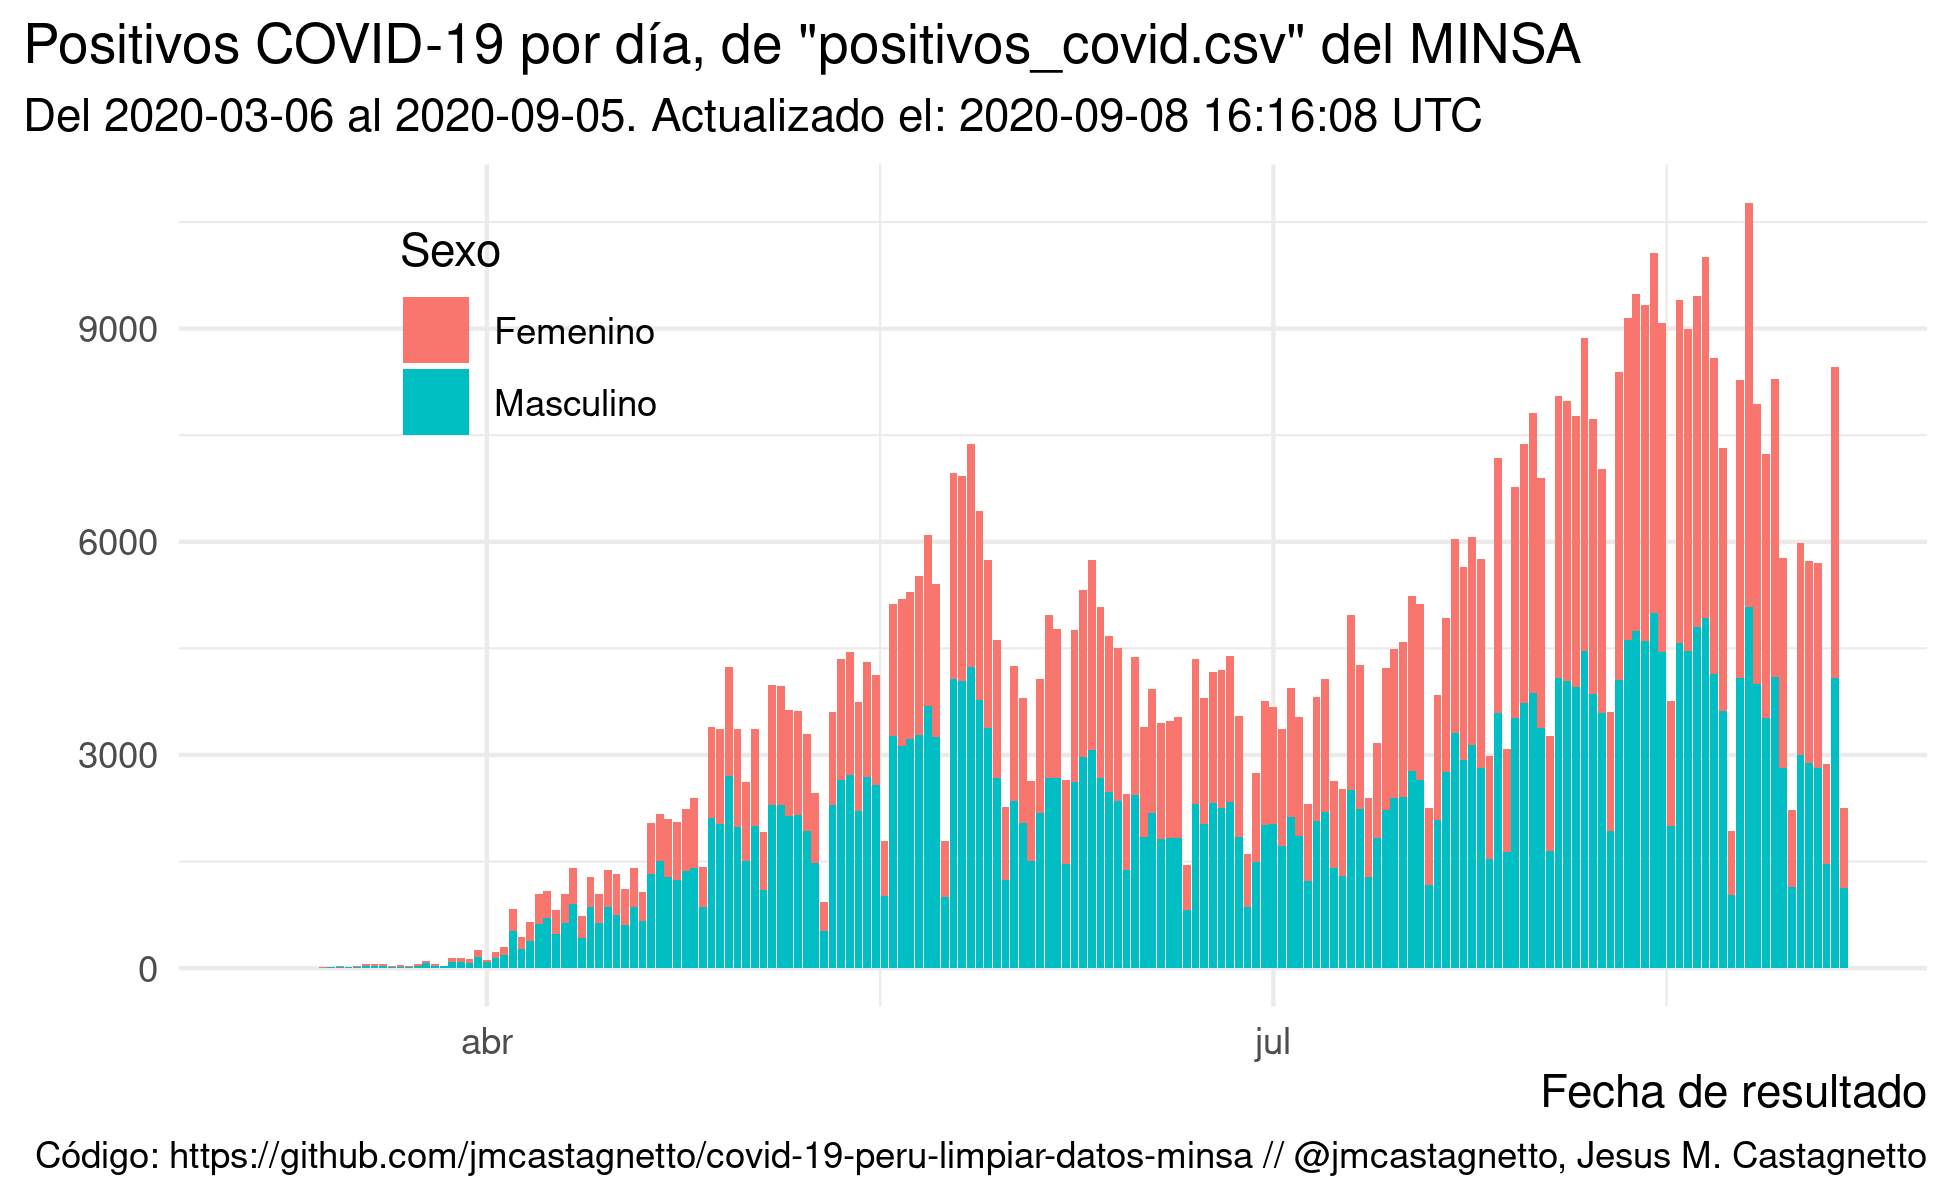 Positivos COVID-19 por día, de "positivos_covid.csv" del MINSA
Del 2020-03-06 al 2020-09-05. Actualizado el: 2020-09-08 16:16:08 UTC
Sexo
Femenino
Masculino
9000
6000
3000
0
abr
jul
Fecha de resultado
Código: https://github.com/jmcastagnetto/covid-19-peru-limpiar-datos-minsa // @jmcastagnetto, Jesus M. Castagnetto